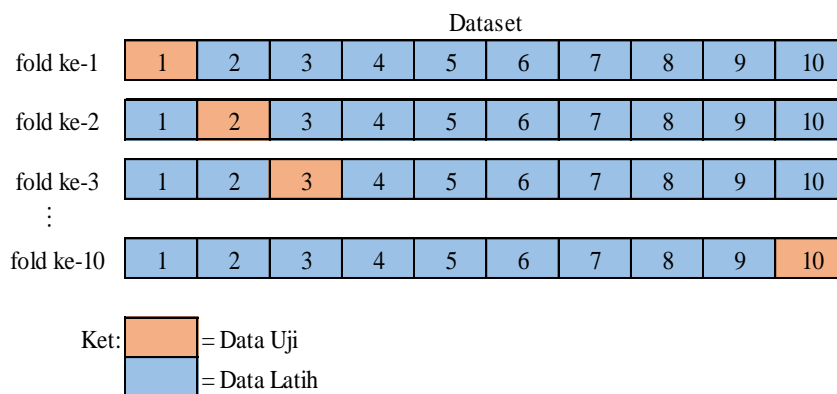 Dataset
fold ke-1 1 2 3 4 5 6 7 8 9 10
fold ke-2 1 2 3 4 5 6 7 8 9 10
fold ke-3 1 2 3 4 5 6 7 8 9 10
⋮
fold ke-10 1 2 3 4 5 6 7 8 9 10
Ket: = Data Uji
= Data Latih